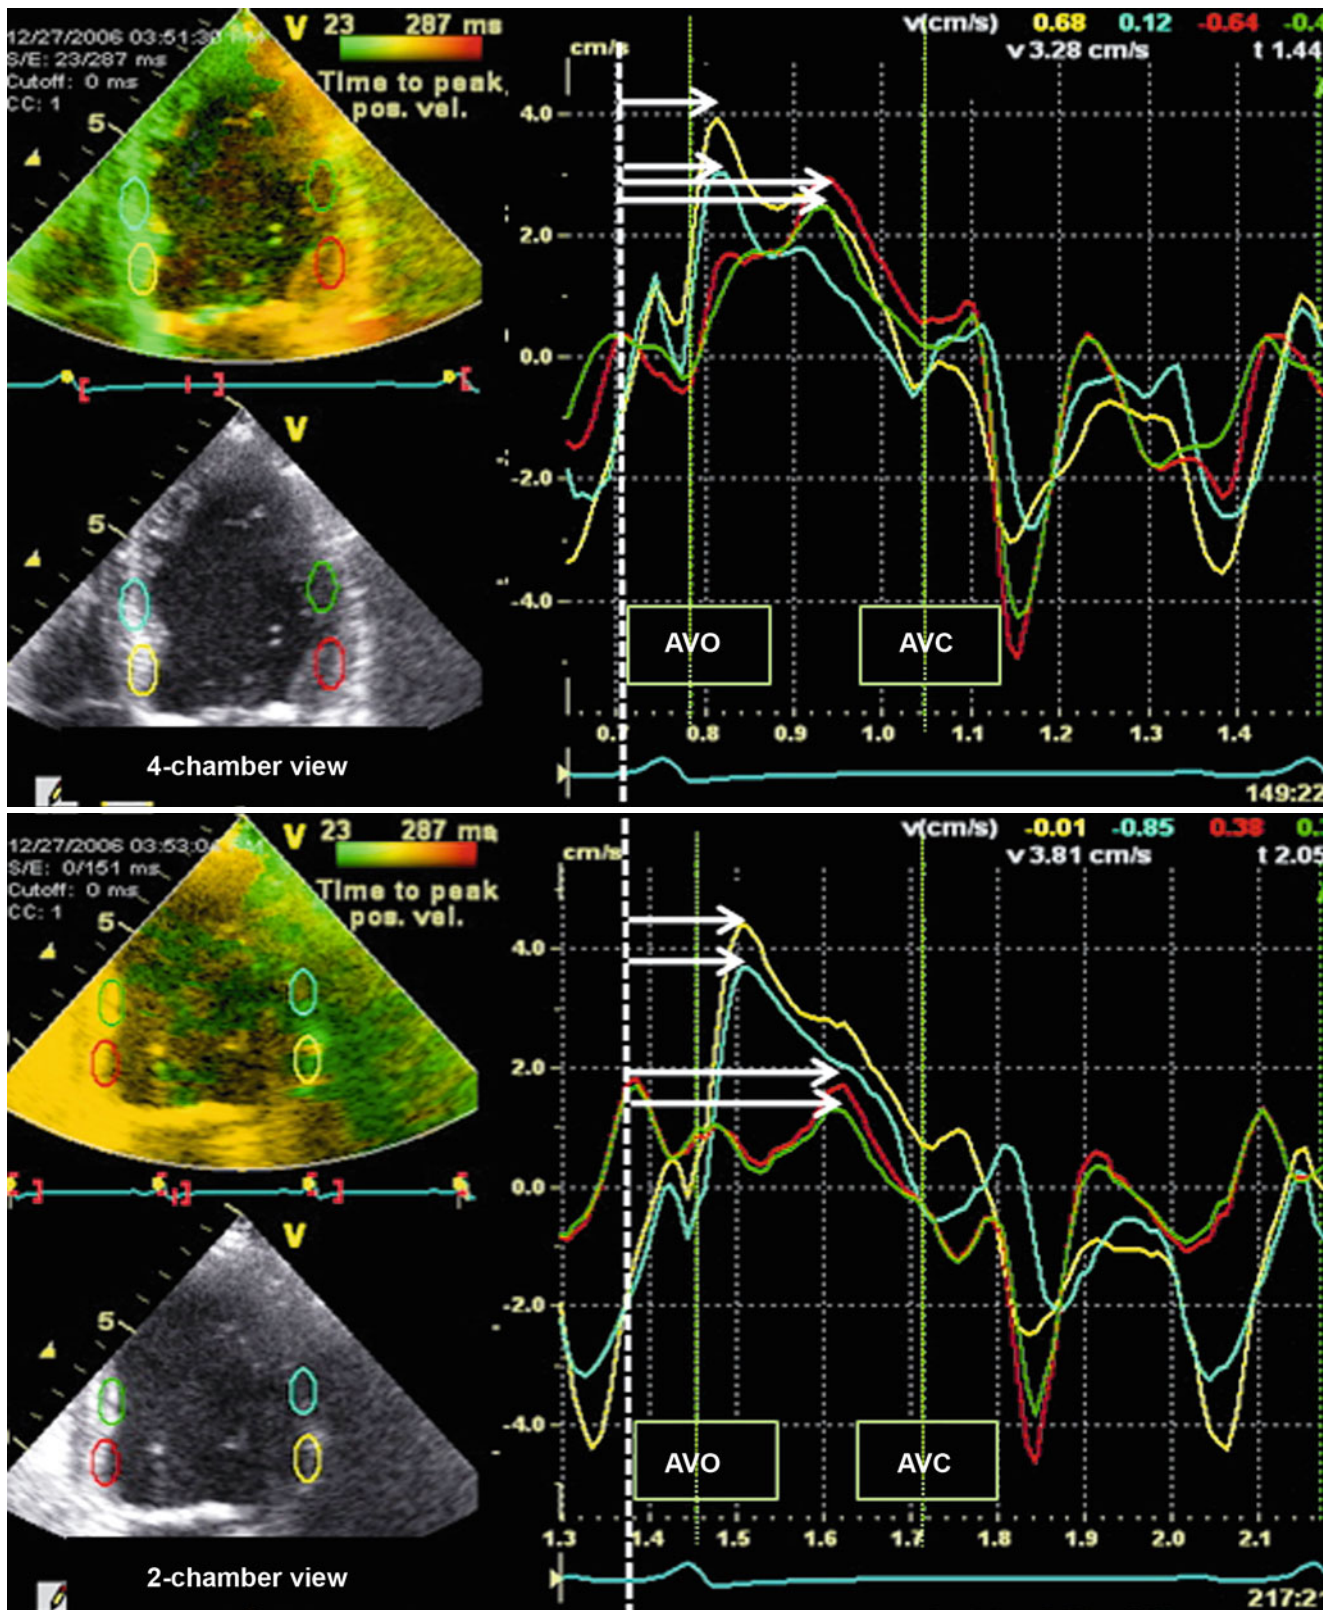 V 23 287 ms
12/27/2006 03:51:3
S/E: 23/287 ms
Cutoff: 0 ms
CC: 1
Time to peak
pos. vel.
5
V
5
4-chamber view
v(cm/s) 0.68 0.12 -0.64 -0.4
v 3.28 cm/s t 1.44
cm/s
4.0
2.0
0.0
-2.0
-4.0
AVO AVC
0.7 0.8 0.9 1.0 1.1 1.2 1.3 1.4
149:22
V 23 287 ms
12/27/2006 03:53:0
S/E: 0/151 ms
Cutoff: 0 ms
CC: 1
Time to peak
pos. vel.
5
V
5
2-chamber view
v(cm/s) -0.01 -0.85 0.38
v 3.81 cm/s t 2.05
cm/s
4.0
2.0
0.0
-2.0
-4.0
AVO AVC
1.3 1.4 1.5 1.6 1.7 1.8 1.9 2.0 2.1
217:21